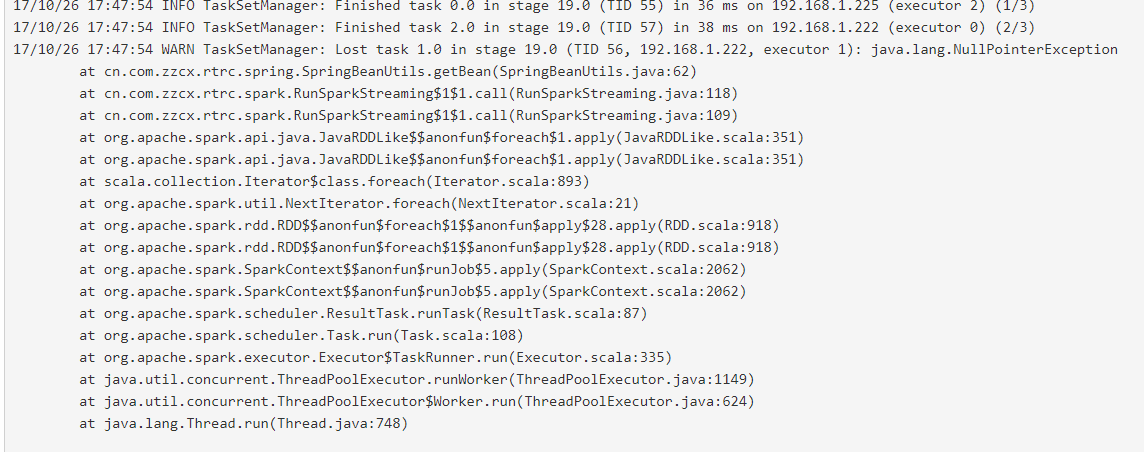 17/10/26 17:47:54 INFO TaskSetManager: Finished task 0.0 in stage 19.0 (TID 55) in 36 ms on 192.168.1.225 (executor 2) (1/3)
17/10/26 17:47:54 INFO TaskSetManager: Finished task 2.0 in stage 19.0 (TID 57) in 38 ms on 192.168.1.222 (executor 0) (2/3)
17/10/26 17:47:54 WARN TaskSetManager: Lost task 1.0 in stage 19.0 (TID 56, 192.168.1.222, executor 1): java.lang.NullPointerException
at cn.com.zzcx.rtrc.spring.SpringBeanUtils.getBean(SpringBeanUtils.java:62)
at cn.com.zzcx.rtrc.spark.RunSparkStreaming$1$1.call(RunSparkStreaming.java:118)
at cn.com.zzcx.rtrc.spark.RunSparkStreaming$1$1.call(RunSparkStreaming.java:109)
at org.apache.spark.api.java.JavaRDDLike$$anonfun$foreach$1.apply(JavaRDDLike.scala:351)
at org.apache.spark.api.java.JavaRDDLike$$anonfun$foreach$1.apply(JavaRDDLike.scala:351)
at scala.collection.Iterator$class.foreach(Iterator.scala:893)
at org.apache.spark.util.NextIterator.foreach(NextIterator.scala:21)
at org.apache.spark.rdd.RDD$$anonfun$foreach$1$$anonfun$apply$28.apply(RDD.scala:918)
at org.apache.spark.rdd.RDD$$anonfun$foreach$1$$anonfun$apply$28.apply(RDD.scala:918)
at org.apache.spark.SparkContext$$anonfun$runJob$5.apply(SparkContext.scala:2062)
at org.apache.spark.SparkContext$$anonfun$runJob$5.apply(SparkContext.scala:2062)
at org.apache.spark.scheduler.ResultTask.runTask(ResultTask.scala:87)
at org.apache.spark.scheduler.Task.run(Task.scala:108)
at org.apache.spark.executor.Executor$TaskRunner.run(Executor.scala:335)
at java.util.concurrent.ThreadPoolExecutor.runWorker(ThreadPoolExecutor.java:1149)
at java.util.concurrent.ThreadPoolExecutor$Worker.run(ThreadPoolExecutor.java:624)
at java.lang.Thread.run(Thread.java:748)